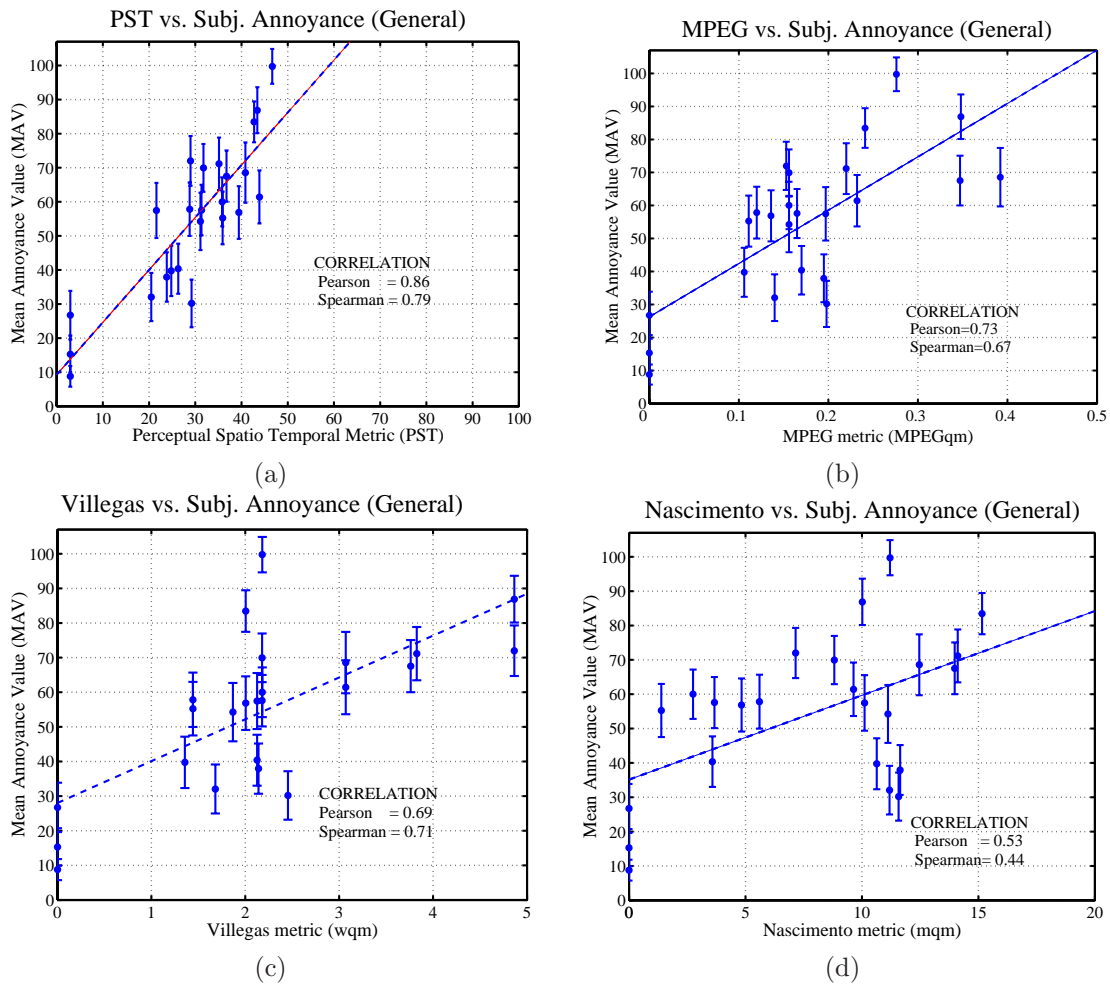 PST vs. Subj. Annoyance (General)
Mean Annoyance Value (MAV)
100
90
80
70
60
50
40
30
20
10
0
CORRELATION
Pearson = 0.86
Spearman = 0.79
0 10 20 30 40 50 60 70 80 90 100
Perceptual Spatio Temporal Metric (PST)
(a)
MPEG vs. Subj. Annoyance (General)
Mean Annoyance Value (MAV)
100
90
80
70
60
50
40
30
20
10
0
CORRELATION
Pearson=0.73
Spearman=0.67
0 0.1 0.2 0.3 0.4 0.5
MPEG metric (MPEGqm)
(b)
Villegas vs. Subj. Annoyance (General)
Mean Annoyance Value (MAV)
100
90
80
70
60
50
40
30
20
10
0
CORRELATION
Pearson = 0.69
Spearman = 0.71
0 1 2 3 4 5
Villegas metric (wqm)
(c)
Nascimento vs. Subj. Annoyance (General)
Mean Annoyance Value (MAV)
100
90
80
70
60
50
40
30
20
10
0
CORRELATION
Pearson = 0.53
Spearman= 0.44
0 5 10 15 20
Nascimento metric (mqm)
(d)